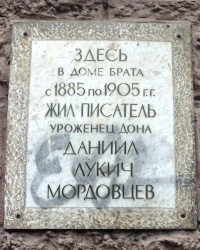 ЗДЕСЬ
В ДОМЕ БРАТА
с 1885 по 1905 г.г.
ЖИЛ ПИСАТЕЛЬ
УРОЖЕНЕЦ ДОНА
ДАНИИЛ
ЛУКИЧ
МОРДОВЦЕВ